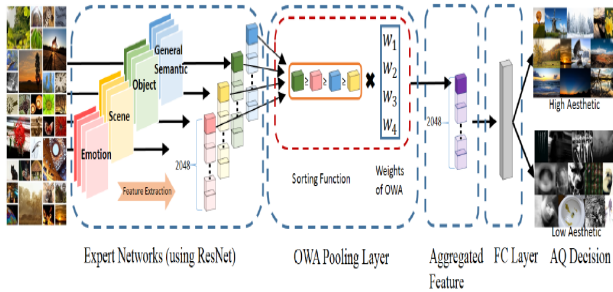 General
Semantic
Object
Scene
Emotion
2048
Feature Extraction
≥ ≥ ≥
W1
W2
W3
W4
Sorting Function
Weights
of OWA
2048
High Aesthetic
Low Aesthetic
Expert Networks (using ResNet)
OWA Pooling Layer
Aggregated
Feature
FC Layer
AQ Decision